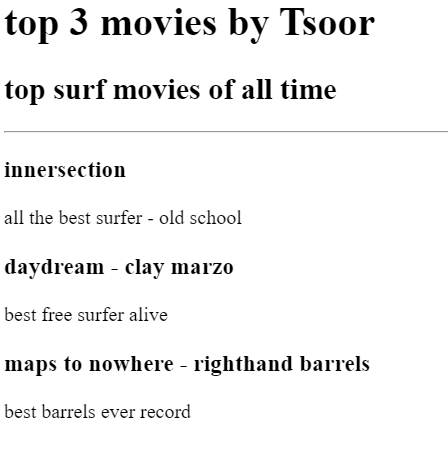 top 3 movies by Tsoor
top surf movies of all time
innersection
all the best surfer - old school
daydream - clay marzo
best free surfer alive
maps to nowhere - righthand barrels
best barrels ever record